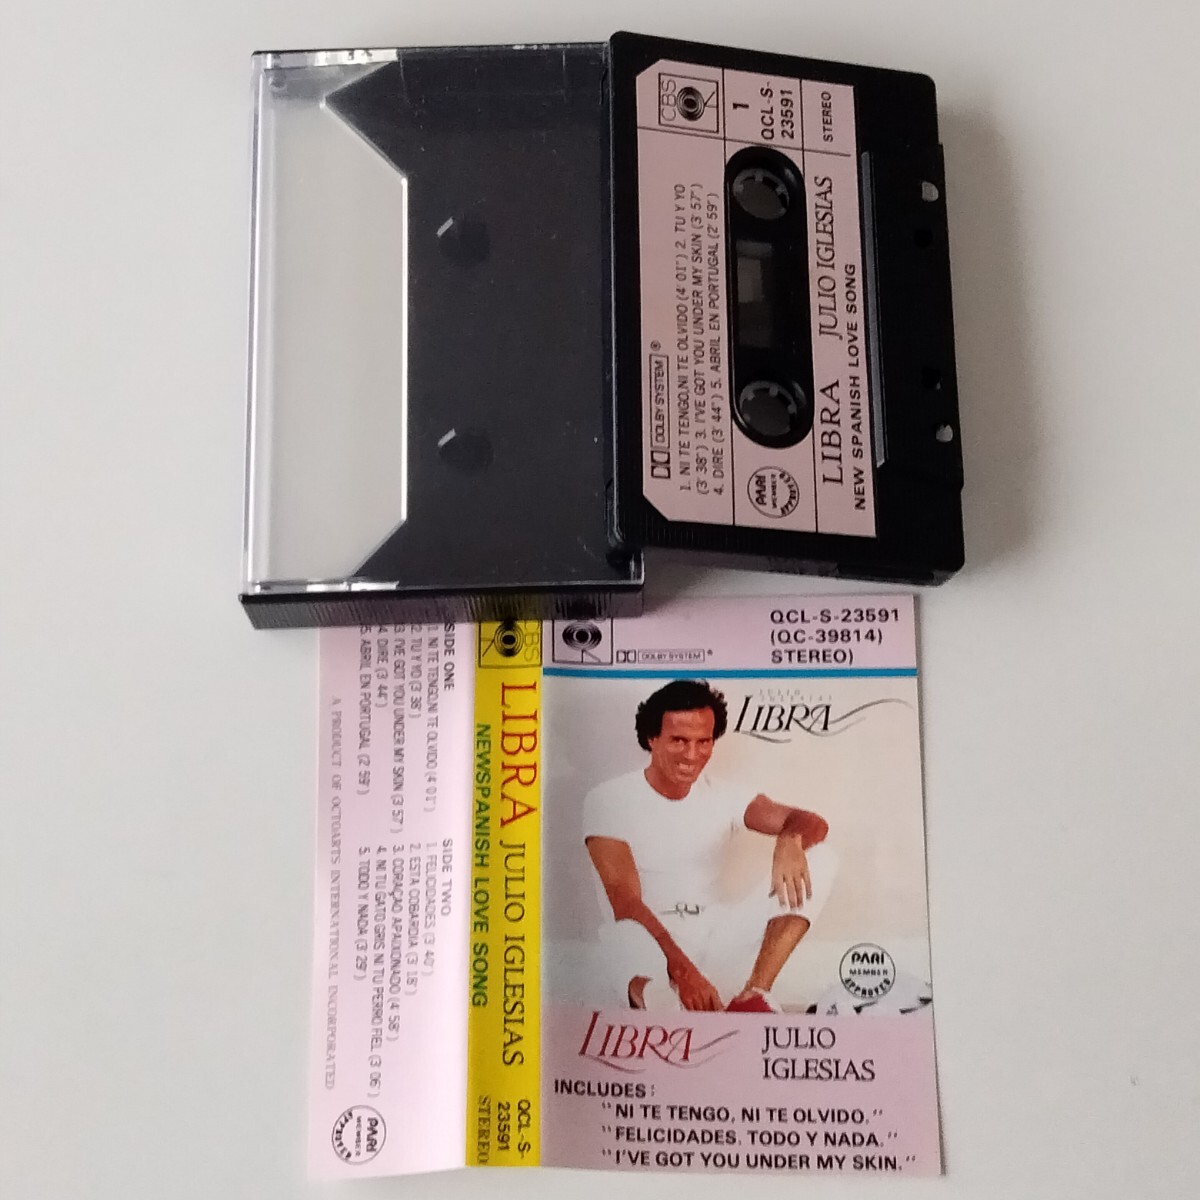 CBS
1
QCL-S-
23591
STEREO
DOLBY SYSTEM ®
1. NI TE TENGO,NI TE OLVIDO (4' 01") 2. TU Y YO
(3' 38") 3. I'VE GOT YOU UNDER MY SKIN (3' 57")
4. DIRE (3' 44") 5. ABRIL EN PORTUGAL (2' 59")
PARI
MEMBER
APPROVED
LIBRA JULIO IGLESIAS
NEW SPANISH LOVE SONG
QCL-S-23591
(QC-39814)
STEREO)
DOLBY SYSTEM ®
JULIO
IGLESIAS
LIBRA
PARI
MEMBER
APPROVED
LIBRA
JULIO
IGLESIAS
INCLUDES:
"NI TE TENGO, NI TE OLVIDO."
"FELICIDADES. TODO Y NADA."
"I'VE GOT YOU UNDER MY SKIN."
CBS
LIBRA JULIO IGLESIAS
NEWSPANISH LOVE SONG
QCL-S-
23591
STEREO
SIDE ONE
1. NI TE TENGO,NI TE OLVIDO (4' 01")
2. TU Y YO (3' 38")
3. I'VE GOT YOU UNDER MY SKIN (3' 57")
4. DIRE (3' 44")
5. ABRIL EN PORTUGAL (2' 59")
SIDE TWO
1. FELICIDADES (3' 40")
2. ESTA COBARDIA (3' 18")
3. CORAÇAO APAIXONADO (4' 58")
4. NI TU GATO GRIS NI TU PERRO FIEL (3' 06")
5. TODO Y NADA (3' 29")
A PRODUCT OF OCTOARTS INTERNATIONAL INCORPORATED
PARI
MEMBER
APPROVED